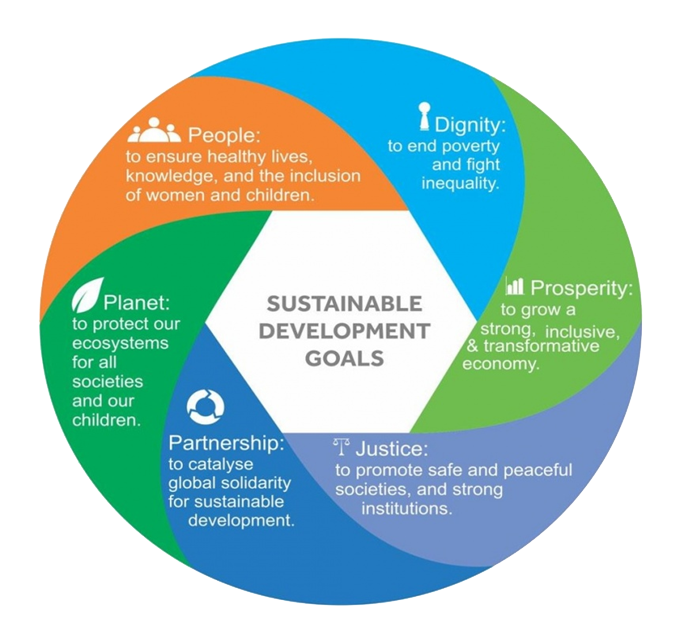 SUSTAINABLE
DEVELOPMENT
GOALS
Dignity:
to end poverty
and fight
inequality.
Prosperity:
to grow a
strong, inclusive,
& transformative
economy.
Justice:
to promote safe and peaceful
societies, and strong
institutions.
Partnership:
to catalyse
global solidarity
for sustainable
development.
Planet:
to protect our
ecosystems
for all
societies
and our
children.
People:
to ensure healthy lives,
knowledge, and the inclusion
of women and children.